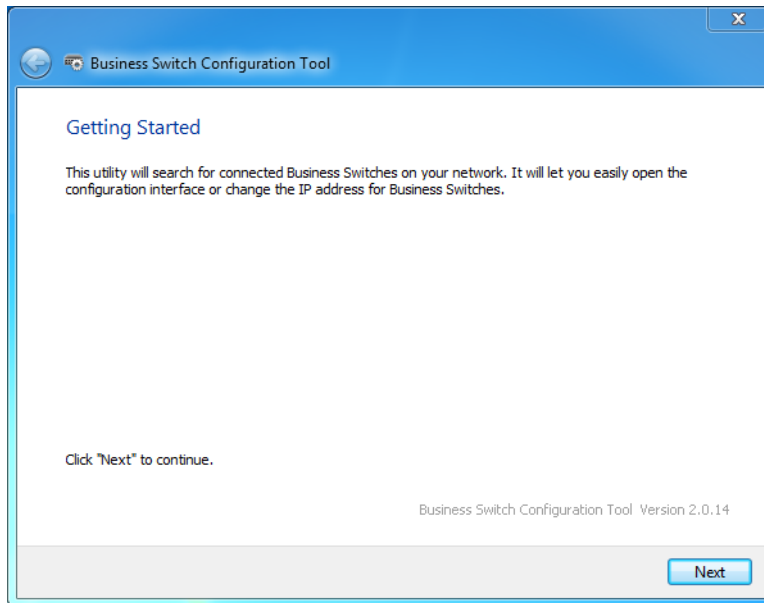 Business Switch Configuration Tool
Getting Started
This utility will search for connected Business Switches on your network. It will let you easily open the
configuration interface or change the IP address for Business Switches.
Click "Next" to continue.
Business Switch Configuration Tool Version 2.0.14
Next